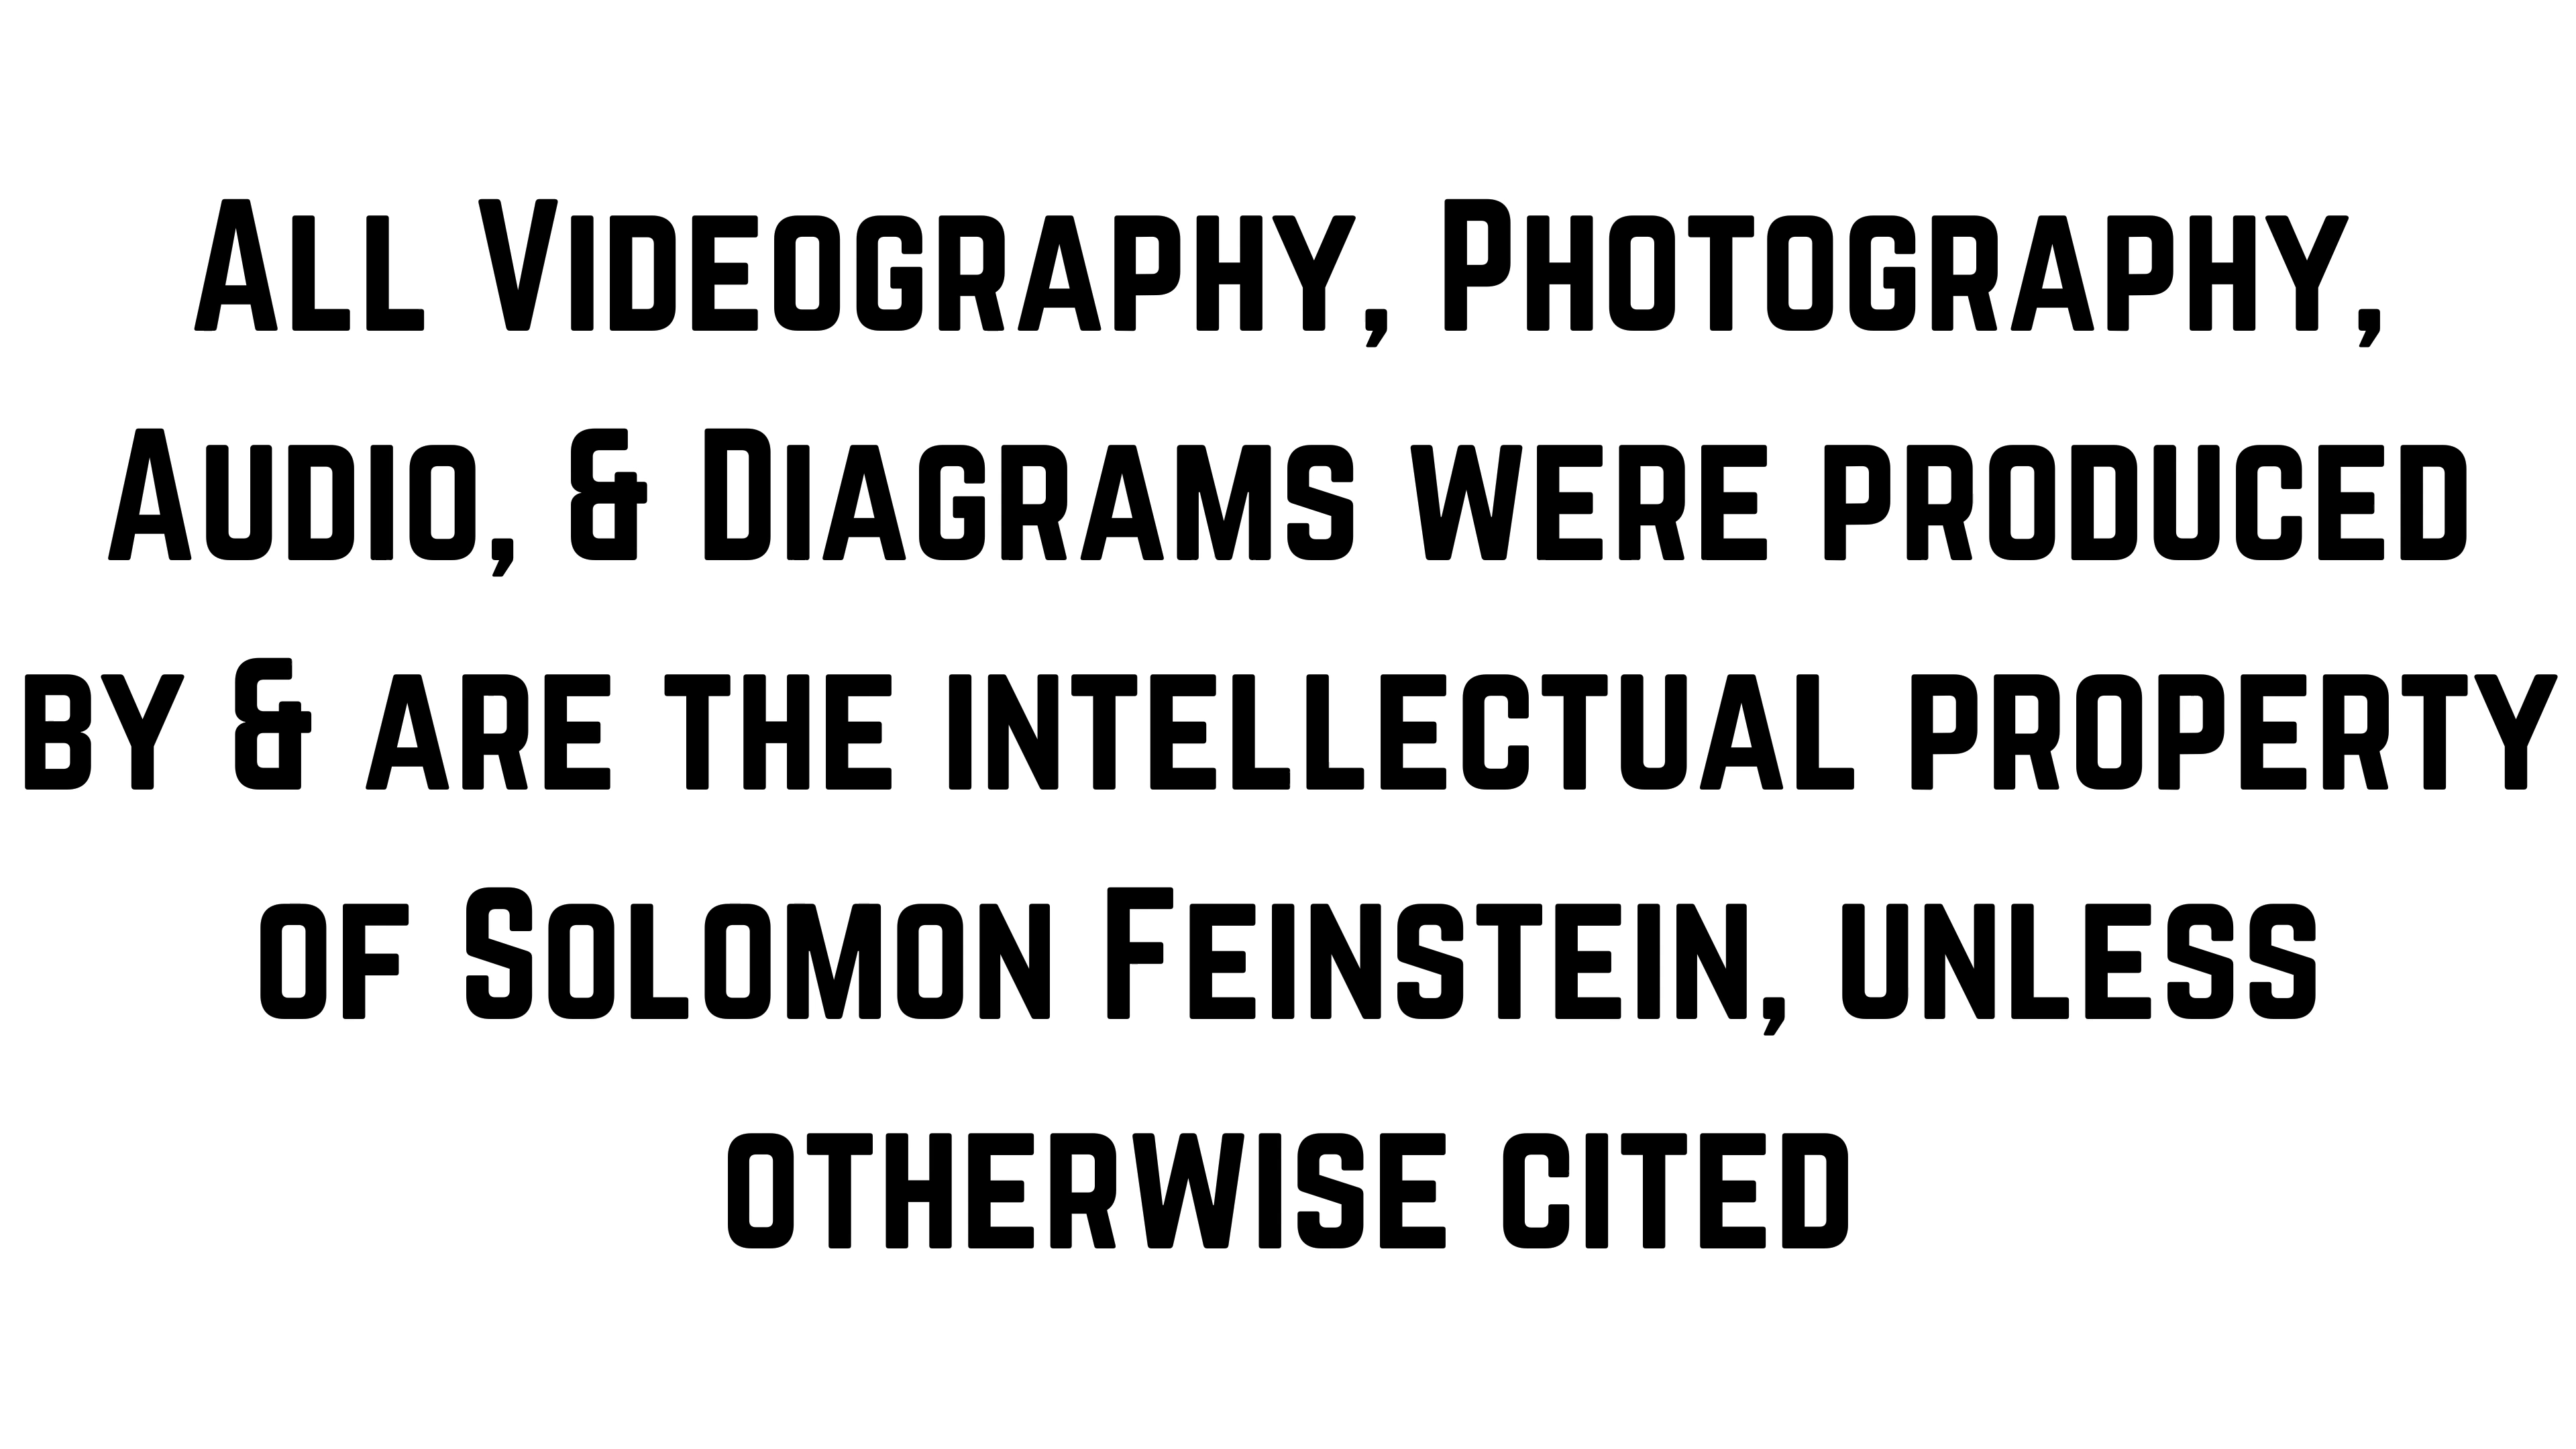 All Videography, Photography,
Audio, & Diagrams were produced
by & are the intellectual property
of Solomon Feinstein, unless
otherwise cited